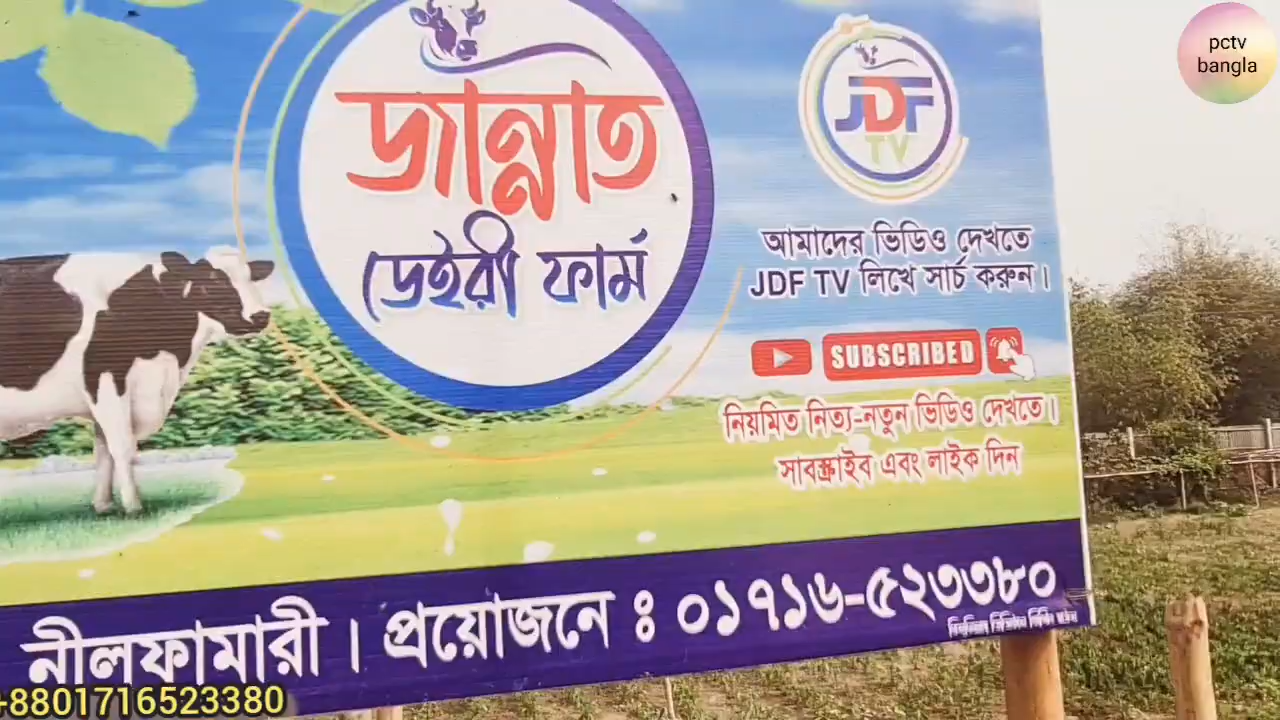 pctv
bangla
জান্নাত
ডেইরী ফার্ম
JDF
TV
আমাদের ভিডিও দেখতে
JDF TV লিখে সার্চ করুন।
SUBSCRIBED
নিয়মিত নিত্য-নতুন ভিডিও দেখতে।
সাবস্ক্রাইব এবং লাইক দিন
নীলফামারী। প্রয়োজনে ঃ ০১৭১৬-৫২৩৩৮০
+8801716523380